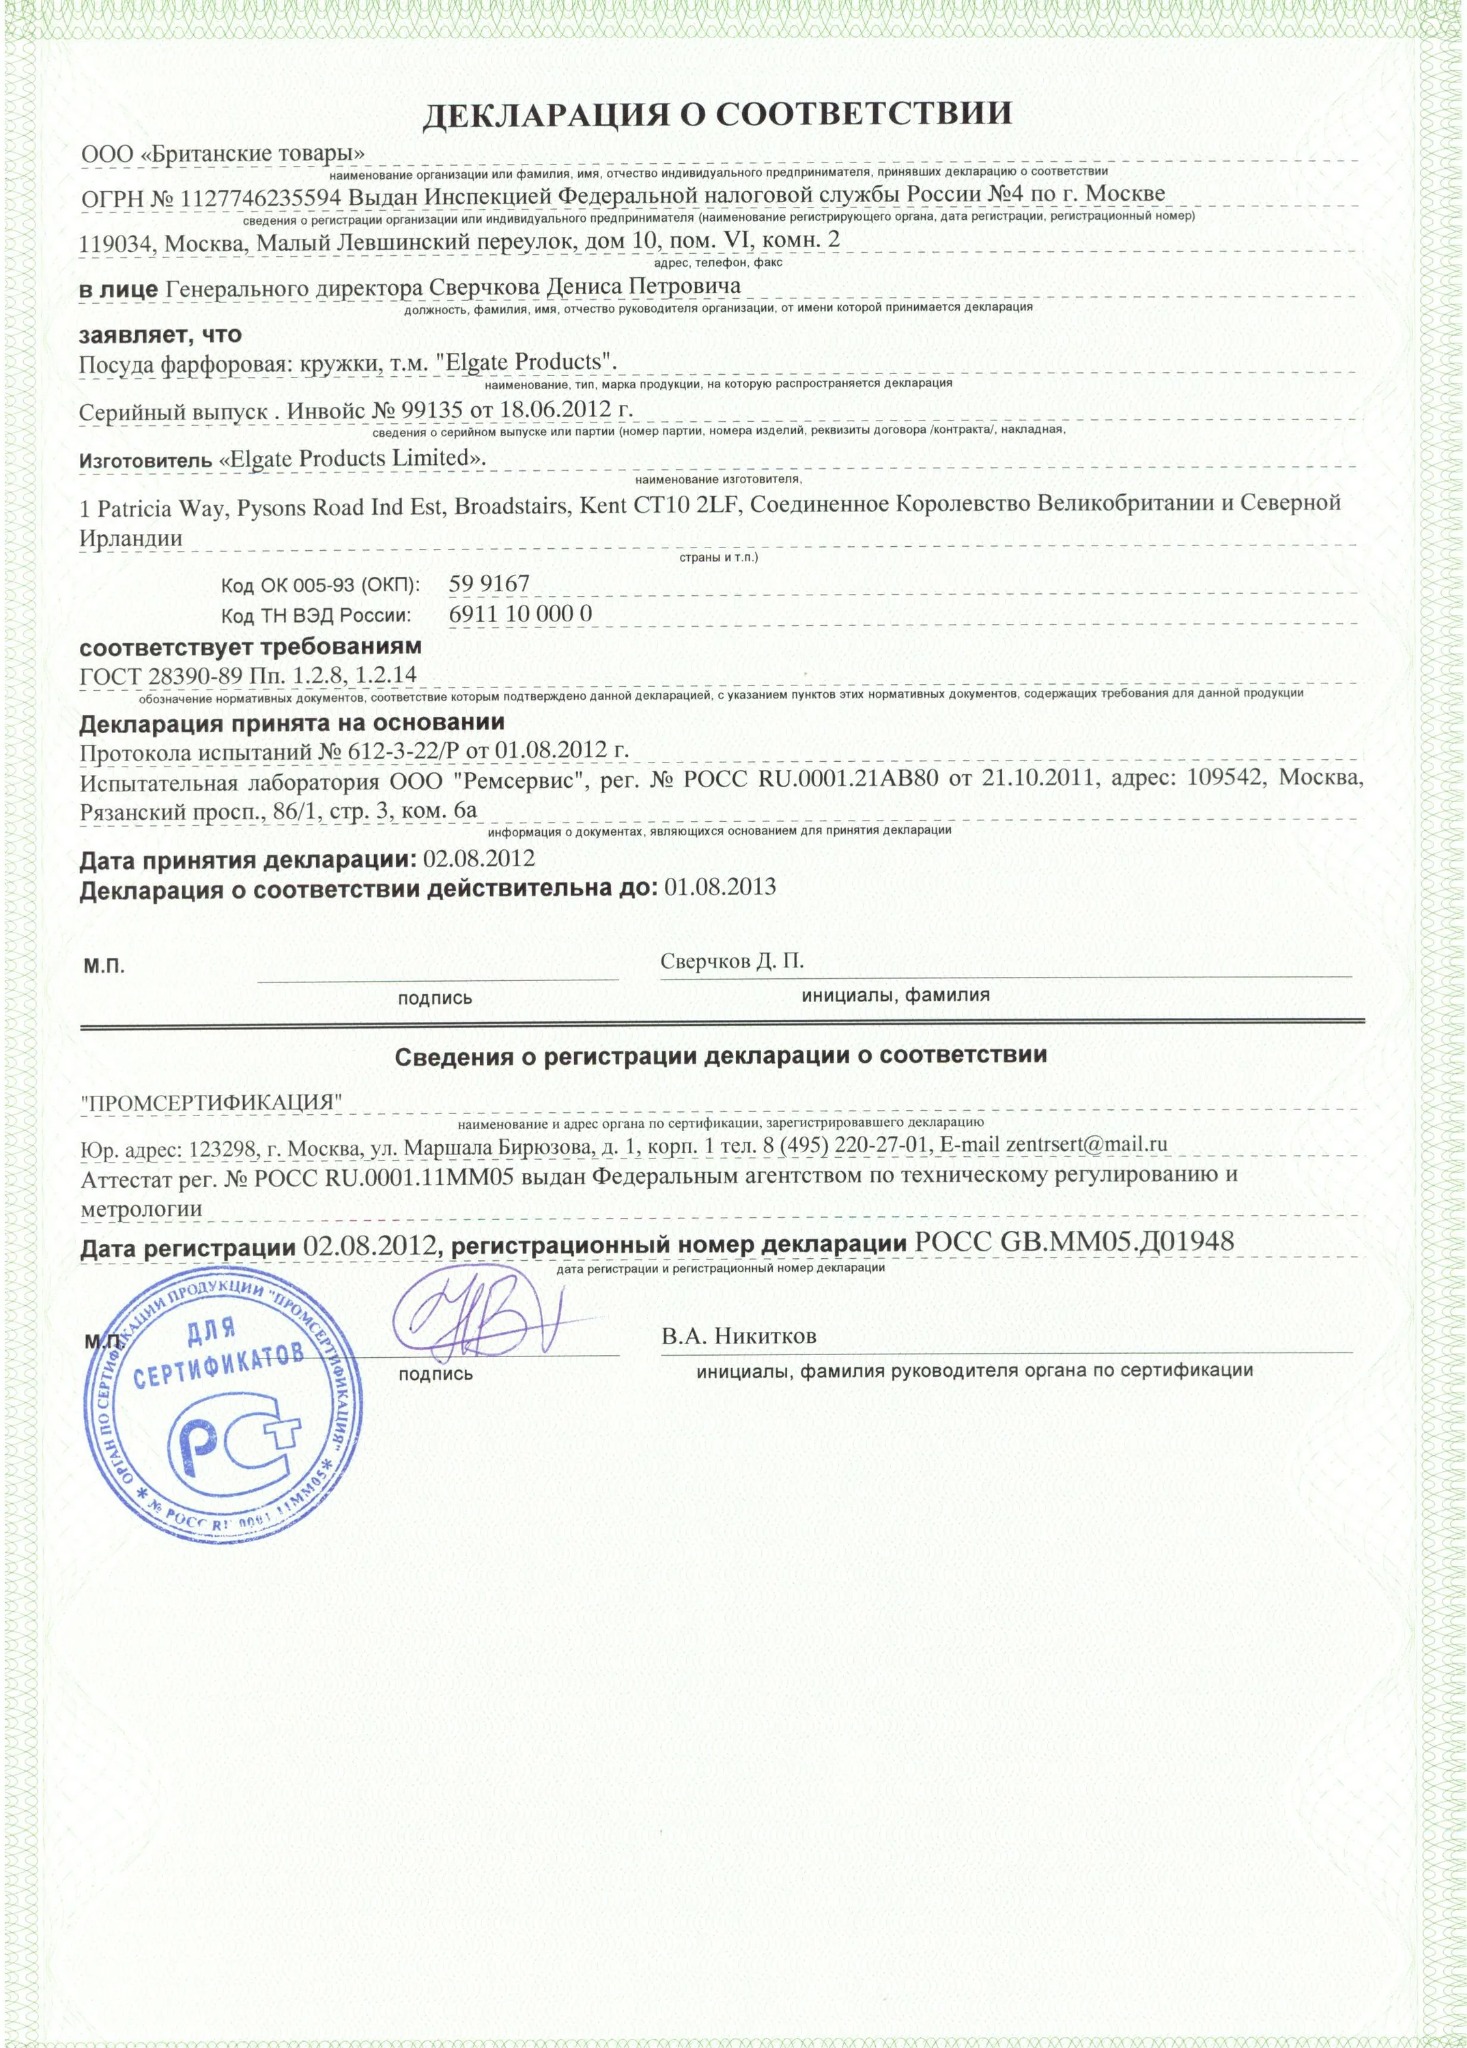 ДЕКЛАРАЦИЯ О СООТВЕТСТВИИ
ООО «Британские товары»
наименование организации или фамилия, имя, отчество индивидуального предпринимателя, принявших декларацию о соответствии
ОГРН № 1127746235594 Выдан Инспекцией Федеральной налоговой службы России №4 по г. Москве
сведения о регистрации организации или индивидуального предпринимателя (наименование регистрирующего органа, дата регистрации, регистрационный номер)
119034, Москва, Малый Левшинский переулок, дом 10, пом. VI, комн. 2
адрес, телефон, факс
в лице Генерального директора Сверчкова Дениса Петровича
должность, фамилия, имя, отчество руководителя организации, от имени которой принимается декларация
заявляет, что
Посуда фарфоровая: кружки, т.м. "Elgate Products".
наименование, тип, марка продукции, на которую распространяется декларация
Серийный выпуск . Инвойс № 99135 от 18.06.2012 г.
сведения о серийном выпуске или партии (номер партии, номера изделий, реквизиты договора /контракта/, накладная,
Изготовитель «Elgate Products Limited».
наименование изготовителя,
1 Patricia Way, Pysons Road Ind Est, Broadstairs, Kent CT10 2LF, Соединенное Королевство Великобритании и Северной
Ирландии
страны и т.п.)
Код ОК 005-93 (ОКП): 59 9167
Код ТН ВЭД России: 6911 10 000 0
соответствует требованиям
ГОСТ 28390-89 Пп. 1.2.8, 1.2.14
обозначение нормативных документов, соответствие которым подтверждено данной декларацией, с указанием пунктов этих нормативных документов, содержащих требования для данной продукции
Декларация принята на основании
Протокола испытаний № 612-3-22/Р от 01.08.2012 г.
Испытательная лаборатория ООО "Ремсервис", рег. № РОСС RU.0001.21АВ80 от 21.10.2011, адрес: 109542, Москва,
Рязанский просп., 86/1, стр. 3, ком. 6а
информация о документах, являющихся основанием для принятия декларации
Дата принятия декларации: 02.08.2012
Декларация о соответствии действительна до: 01.08.2013
М.П.
Сверчков Д. П.
подпись
инициалы, фамилия
Сведения о регистрации декларации о соответствии
"ПРОМСЕРТИФИКАЦИЯ"
наименование и адрес органа по сертификации, зарегистрировавшего декларацию
Юр. адрес: 123298, г. Москва, ул. Маршала Бирюзова, д. 1, корп. 1 тел. 8 (495) 220-27-01, E-mail zentrsert@mail.ru
Аттестат рег. № РОСС RU.0001.11ММ05 выдан Федеральным агентством по техническому регулированию и
метрологии
Дата регистрации 02.08.2012, регистрационный номер декларации РОСС GB.ММ05.Д01948
дата регистрации и регистрационный номер декларации
М.П.
В.А. Никитков
подпись
инициалы, фамилия руководителя органа по сертификации
ОРГАН ПО СЕРТИФИКАЦИИ ПРОДУКЦИИ "ПРОМСЕРТИФИКАЦИЯ"
ДЛЯ
СЕРТИФИКАТОВ
РСТ
* № РОСС RU 0001 11ММ05 *